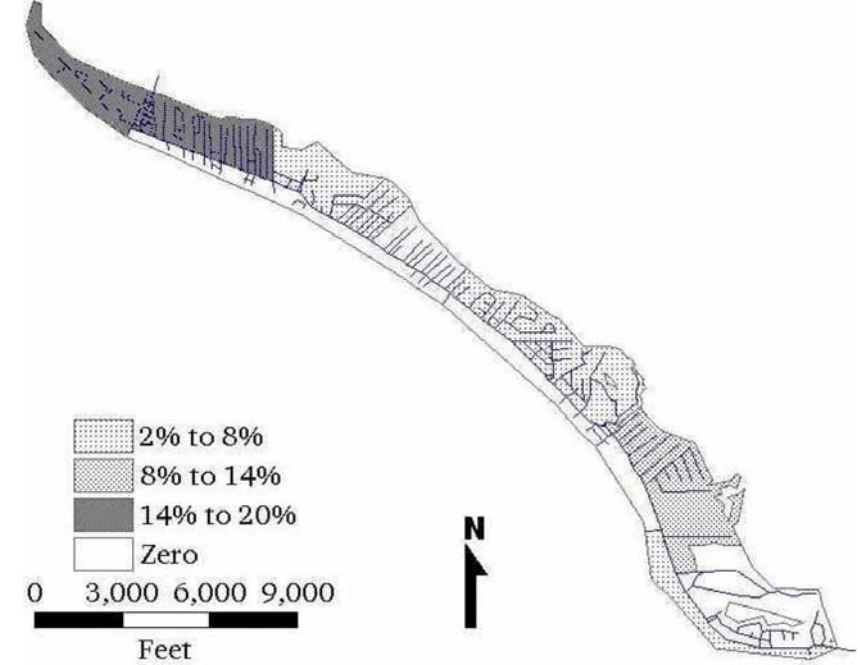 2% to 8%
8% to 14%
14% to 20%
Zero
0 3,000 6,000 9,000
Feet
N